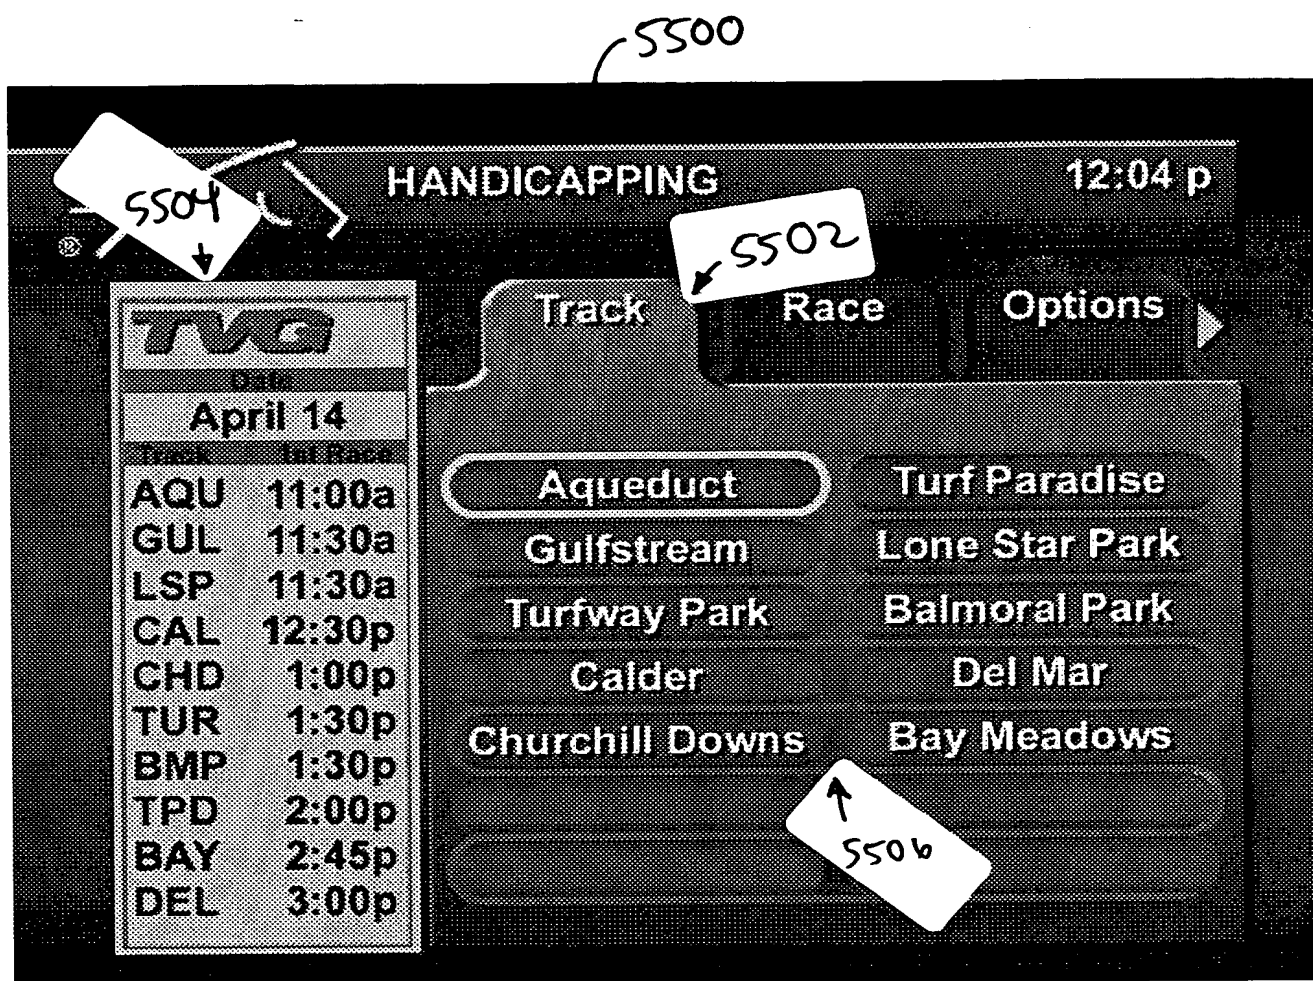 5500
HANDICAPPING
12:04 p
5504
®
5502
Track
Race
Options
TVG
Date
April 14
Track 1st Race
AQU 11:00a
GUL 11:30a
LSP 11:30a
CAL 12:30p
CHD 1:00p
TUR 1:30p
BMP 1:30p
TPD 2:00p
BAY 2:45p
DEL 3:00p
Aqueduct
Turf Paradise
Gulfstream
Lone Star Park
Turfway Park
Balmoral Park
Calder
Del Mar
Churchill Downs
Bay Meadows
5506